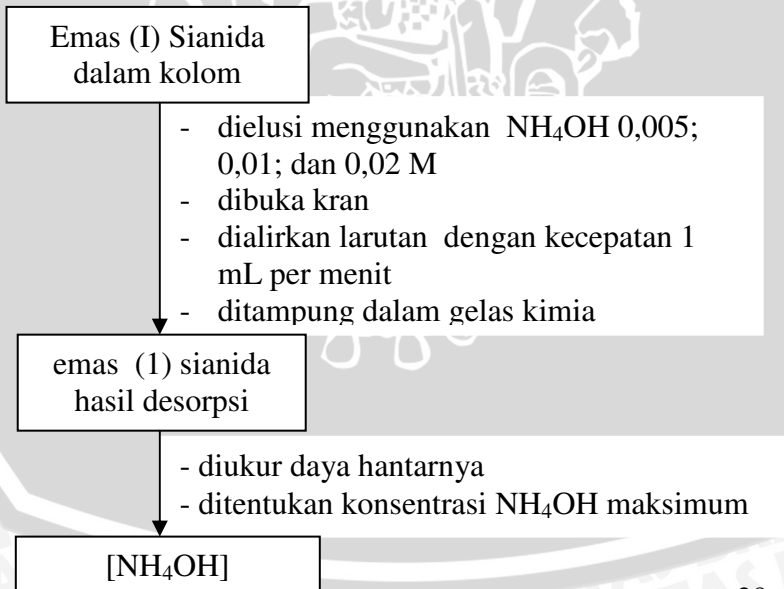 Emas (I) Sianida
dalam kolom
- dielusi menggunakan NH₄OH 0,005;
0,01; dan 0,02 M
- dibuka kran
- dialirkan larutan dengan kecepatan 1
mL per menit
- ditampung dalam gelas kimia
emas (1) sianida
hasil desorpsi
- diukur daya hantarnya
- ditentukan konsentrasi NH₄OH maksimum
[NH₄OH]